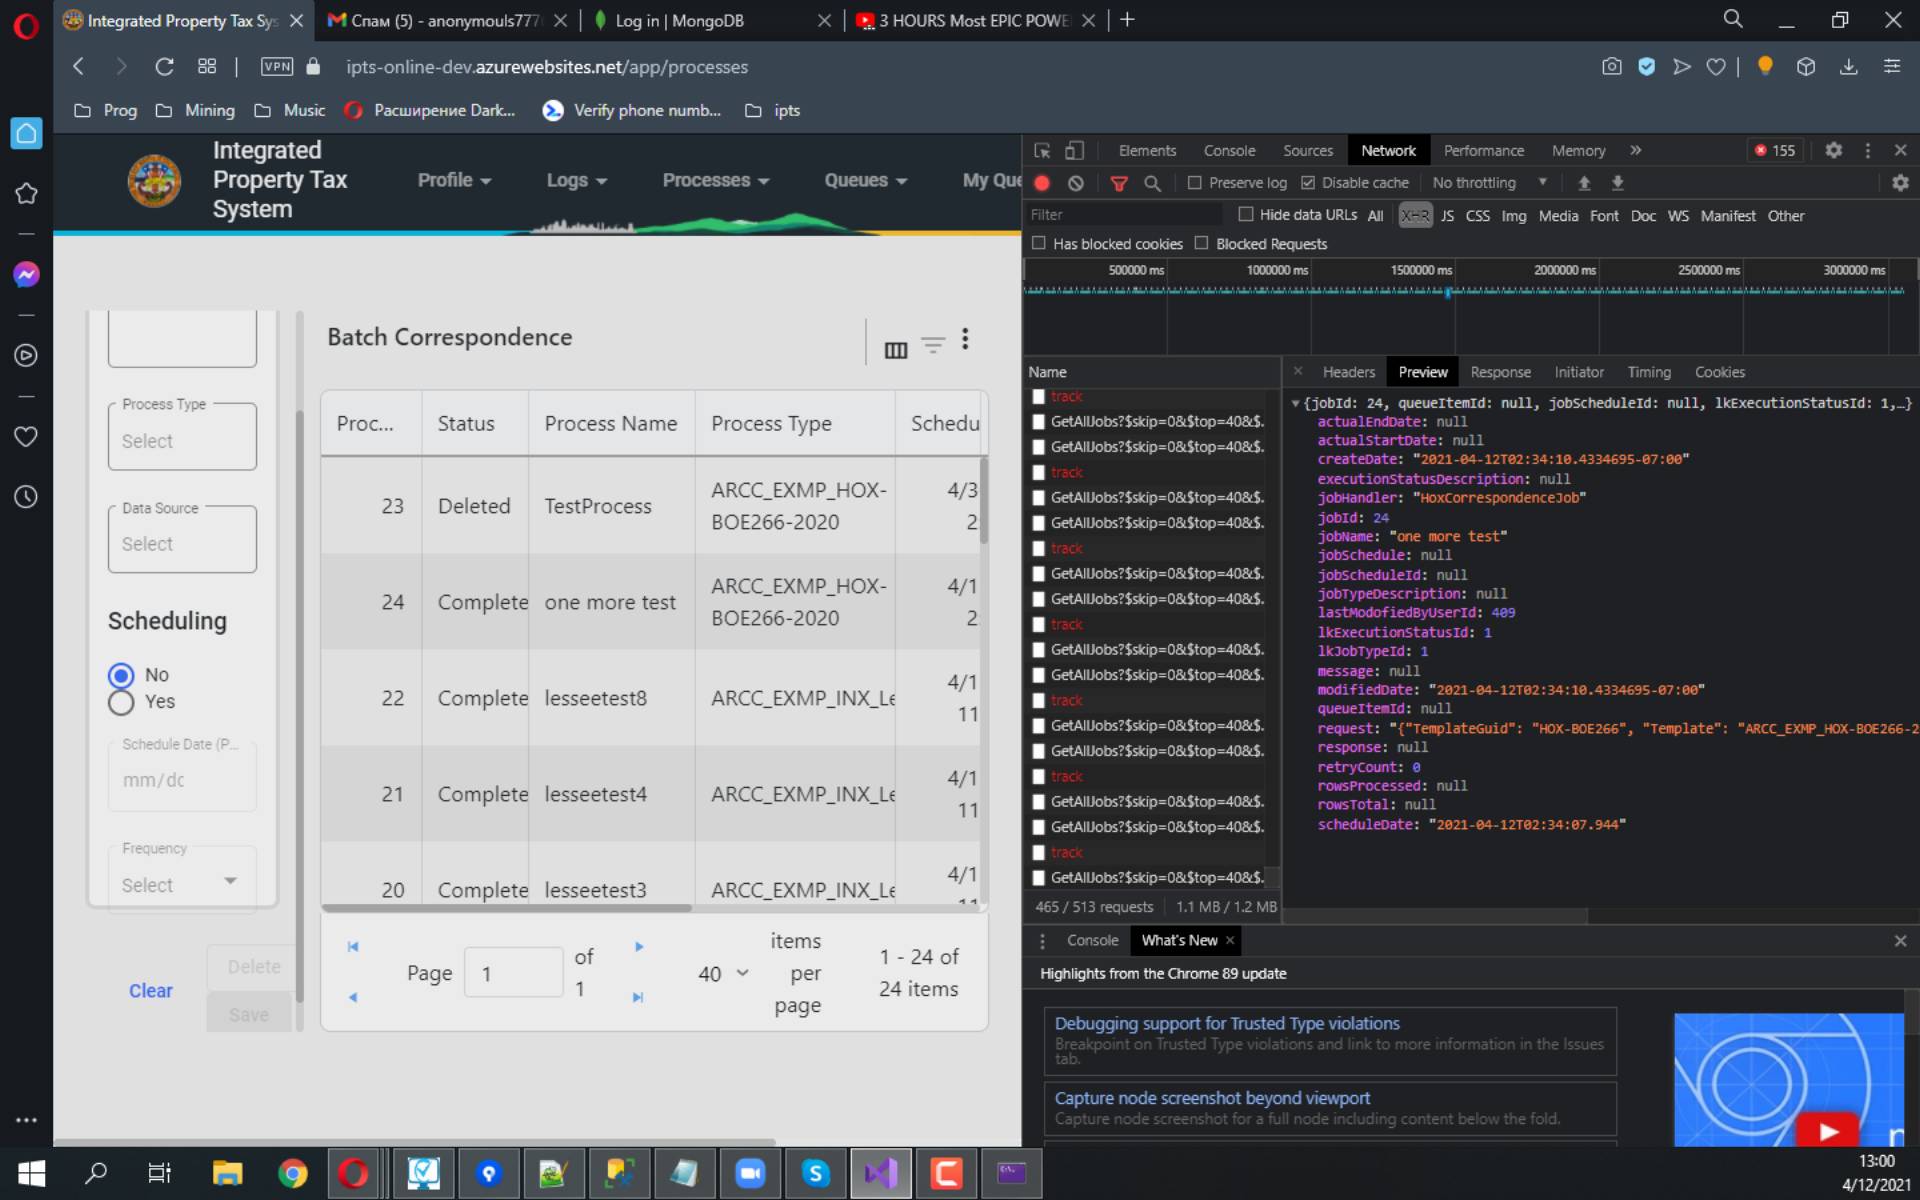 Integrated Property Tax Sys
Спам (5) - anonymouls777
Log in | MongoDB
3 HOURS Most EPIC POWE
VPN
ipts-online-dev.azurewebsites.net/app/processes
Prog
Mining
Music
Расширение Dark...
Verify phone numb...
ipts
Integrated
Property Tax
System
Profile
Logs
Processes
Queues
My Que
Process Type
Select
Data Source
Select
Scheduling
No
Yes
Schedule Date (P...
mm/dc
Frequency
Select
Clear
Delete
Save
Batch Correspondence
Proc...
Status
Process Name
Process Type
Schedu
23
Deleted
TestProcess
ARCC_EXMP_HOX-
BOE266-2020
4/3
2
24
Complete
one more test
ARCC_EXMP_HOX-
BOE266-2020
4/1
2
22
Complete
lesseetest8
ARCC_EXMP_INX_Le
4/1
11
21
Complete
lesseetest4
ARCC_EXMP_INX_Le
4/1
11
20
Complete
lesseetest3
ARCC_EXMP_INX_Le
4/1
Page
1
of
1
40
items
per
page
1 - 24 of
24 items
Elements
Console
Sources
Network
Performance
Memory
155
Preserve log
Disable cache
No throttling
Filter
Hide data URLs
All
XHR
JS
CSS
Img
Media
Font
Doc
WS
Manifest
Other
Has blocked cookies
Blocked Requests
500000 ms
1000000 ms
1500000 ms
2000000 ms
2500000 ms
3000000 ms
Name
track
GetAllJobs?$skip=0&$top=40&$.
GetAllJobs?$skip=0&$top=40&$.
track
GetAllJobs?$skip=0&$top=40&$.
GetAllJobs?$skip=0&$top=40&$.
track
GetAllJobs?$skip=0&$top=40&$.
GetAllJobs?$skip=0&$top=40&$.
track
GetAllJobs?$skip=0&$top=40&$.
GetAllJobs?$skip=0&$top=40&$.
track
GetAllJobs?$skip=0&$top=40&$.
GetAllJobs?$skip=0&$top=40&$.
track
GetAllJobs?$skip=0&$top=40&$.
GetAllJobs?$skip=0&$top=40&$.
track
GetAllJobs?$skip=0&$top=40&$.
465 / 513 requests
1.1 MB / 1.2 MB
Headers
Preview
Response
Initiator
Timing
Cookies
{jobId: 24, queueItemId: null, jobScheduleId: null, lkExecutionStatusId: 1,…}
actualEndDate: null
actualStartDate: null
createDate: "2021-04-12T02:34:10.4334695-07:00"
executionStatusDescription: null
jobHandler: "HoxCorrespondenceJob"
jobId: 24
jobName: "one more test"
jobSchedule: null
jobScheduleId: null
jobTypeDescription: null
lastModofiedByUserId: 409
lkExecutionStatusId: 1
lkJobTypeId: 1
message: null
modifiedDate: "2021-04-12T02:34:10.4334695-07:00"
queueItemId: null
request: "{"TemplateGuid": "HOX-BOE266", "Template": "ARCC_EXMP_HOX-BOE266-2
response: null
retryCount: 0
rowsProcessed: null
rowsTotal: null
scheduleDate: "2021-04-12T02:34:07.944"
Console
What's New
Highlights from the Chrome 89 update
Debugging support for Trusted Type violations
Breakpoint on Trusted Type violations and link to more information in the Issues
tab.
Capture node screenshot beyond viewport
Capture node screenshot for a full node including content below the fold.
13:00
4/12/2021